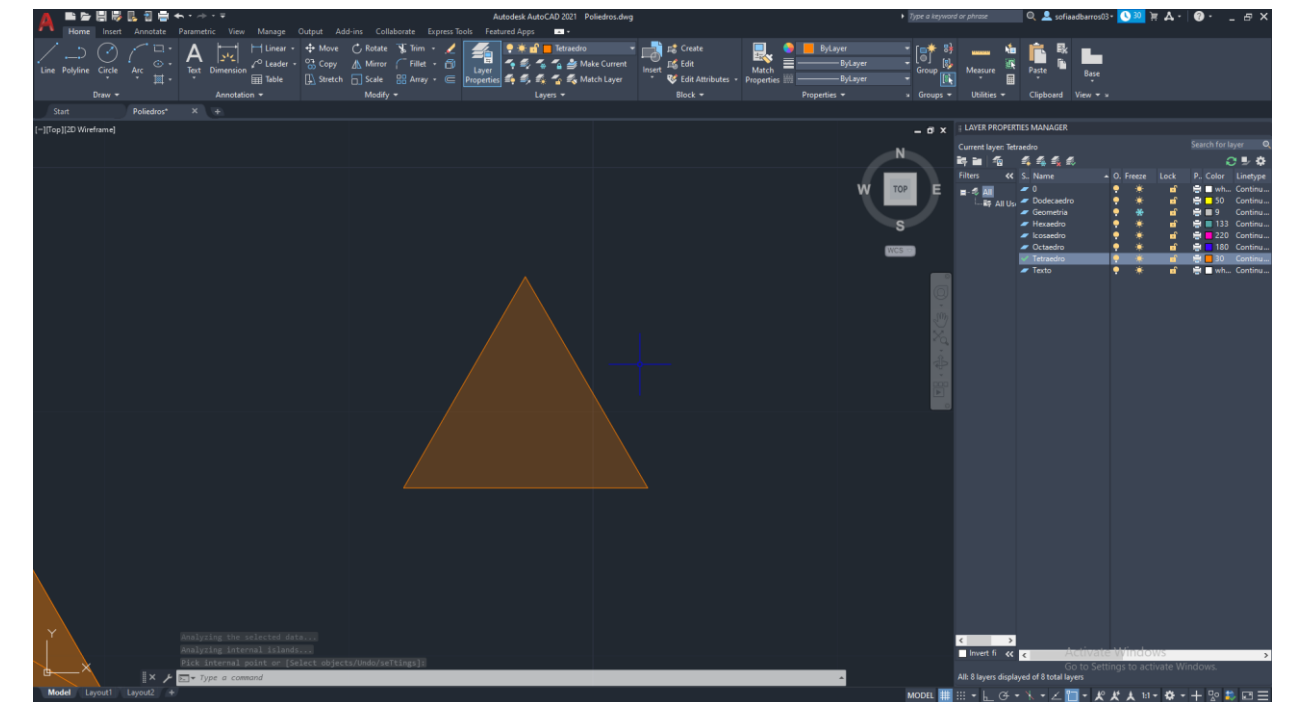 Autodesk AutoCAD 2021 Poliedros.dwg
Type a keyword or phrase
sofiaadbarros03
30
Home Insert Annotate Parametric View Manage Output Add-ins Collaborate Express Tools Featured Apps
Line Polyline Circle Arc
Text Dimension
Linear
Leader
Table
Move Rotate Trim
Copy Mirror Fillet
Stretch Scale Array
Layer Properties
Tetraedro
Make Current
Match Layer
Insert
Create
Edit
Edit Attributes
Match Properties
ByLayer
ByLayer
ByLayer
Group
Measure
Paste
Base
Draw Annotation Modify Layers Block Properties Groups Utilities Clipboard View
Start Poliedros*
[−][Top][2D Wireframe]
N
W TOP E
S
WCS
LAYER PROPERTIES MANAGER
Current layer: Tetraedro
Search for layer
Filters
All
All Us
S.. Name O. Freeze Lock P.. Color Linetype
0 wh... Continu...
Dodecaedro 50 Continu...
Geometria 9 Continu...
Hexaedro 133 Continu...
Icosaedro 220 Continu...
Octaedro 180 Continu...
Tetraedro 30 Continu...
Texto wh... Continu...
Y
X
Analyzing the selected data...
Analyzing internal islands...
Pick internal point or [Select objects/Undo/seTtings]:
Type a command
Invert fi
Activate Windows
Go to Settings to activate Windows.
All: 8 layers displayed of 8 total layers
Model Layout1 Layout2 +
MODEL
1:1